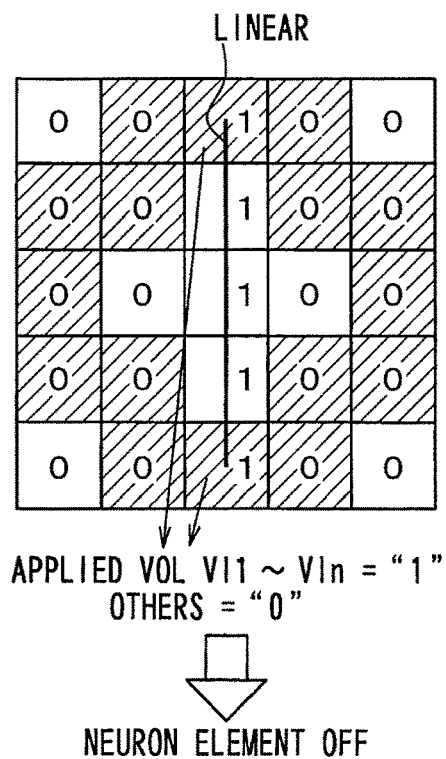 LINEAR
0 0 1 0 0
0 0 1 0 0
0 0 1 0 0
0 0 1 0 0
0 0 1 0 0
APPLIED VOL VI1 ~ VIn = “1”
OTHERS = “0”
NEURON ELEMENT OFF